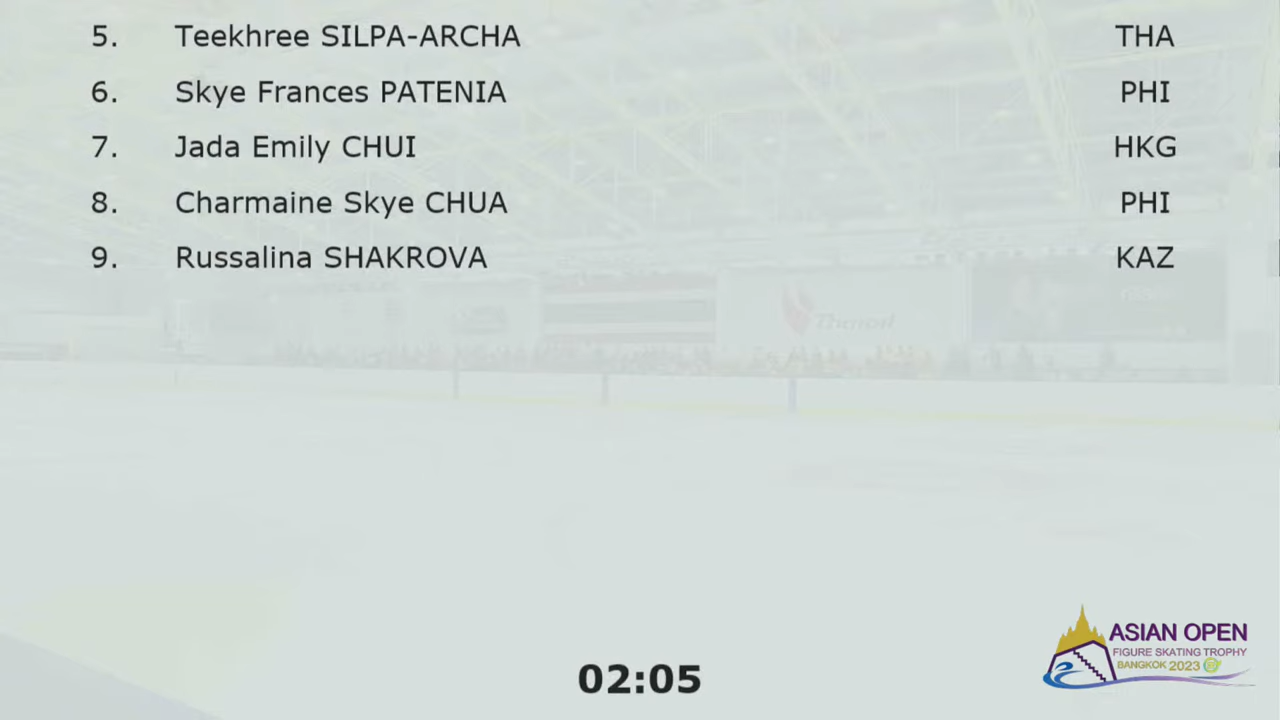 5. Teekhree SILPA-ARCHA THA
6. Skye Frances PATENIA PHI
7. Jada Emily CHUI HKG
8. Charmaine Skye CHUA PHI
9. Russalina SHAKROVA KAZ
02:05
ASIAN OPEN
FIGURE SKATING TROPHY
BANGKOK 2023